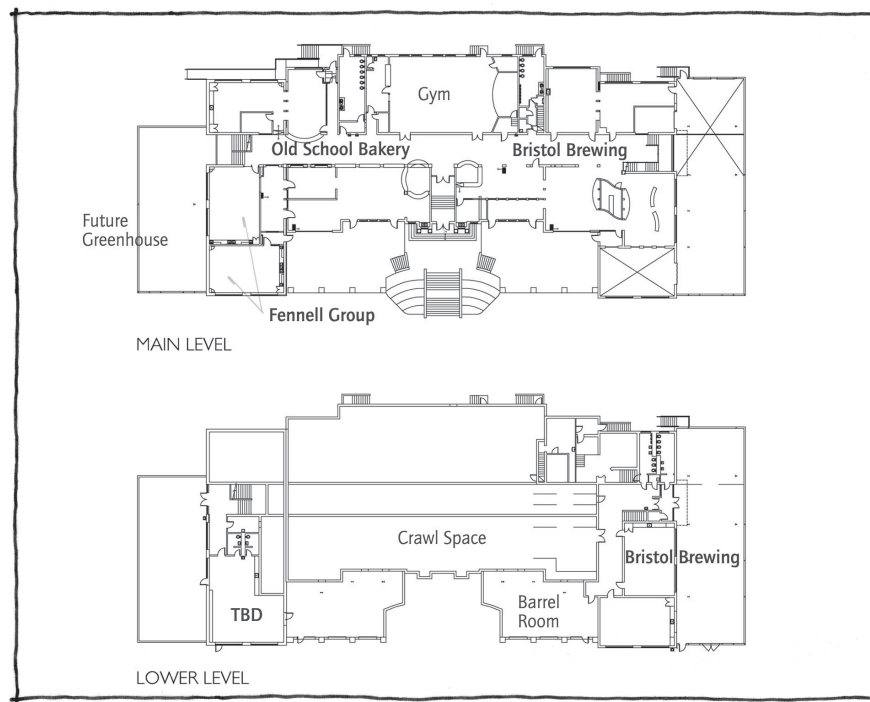 Gym
Old School Bakery
Bristol Brewing
Future
Greenhouse
Fennell Group
MAIN LEVEL
Crawl Space
Bristol Brewing
TBD
Barrel
Room
LOWER LEVEL